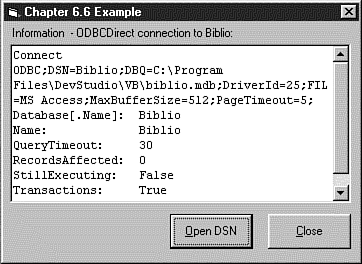 Chapter 6.6 Example
Information - ODBCDirect connection to Biblio:
Connect
ODBC;DSN=Biblio;DBQ=C:\Program
Files\DevStudio\VB\biblio.mdb;DriverId=25;FIL
=MS Access;MaxBufferSize=512;PageTimeout=5;
Database[.Name]: Biblio
Name: Biblio
QueryTimeout: 30
RecordsAffected: 0
StillExecuting: False
Transactions: True
Open DSN
Close